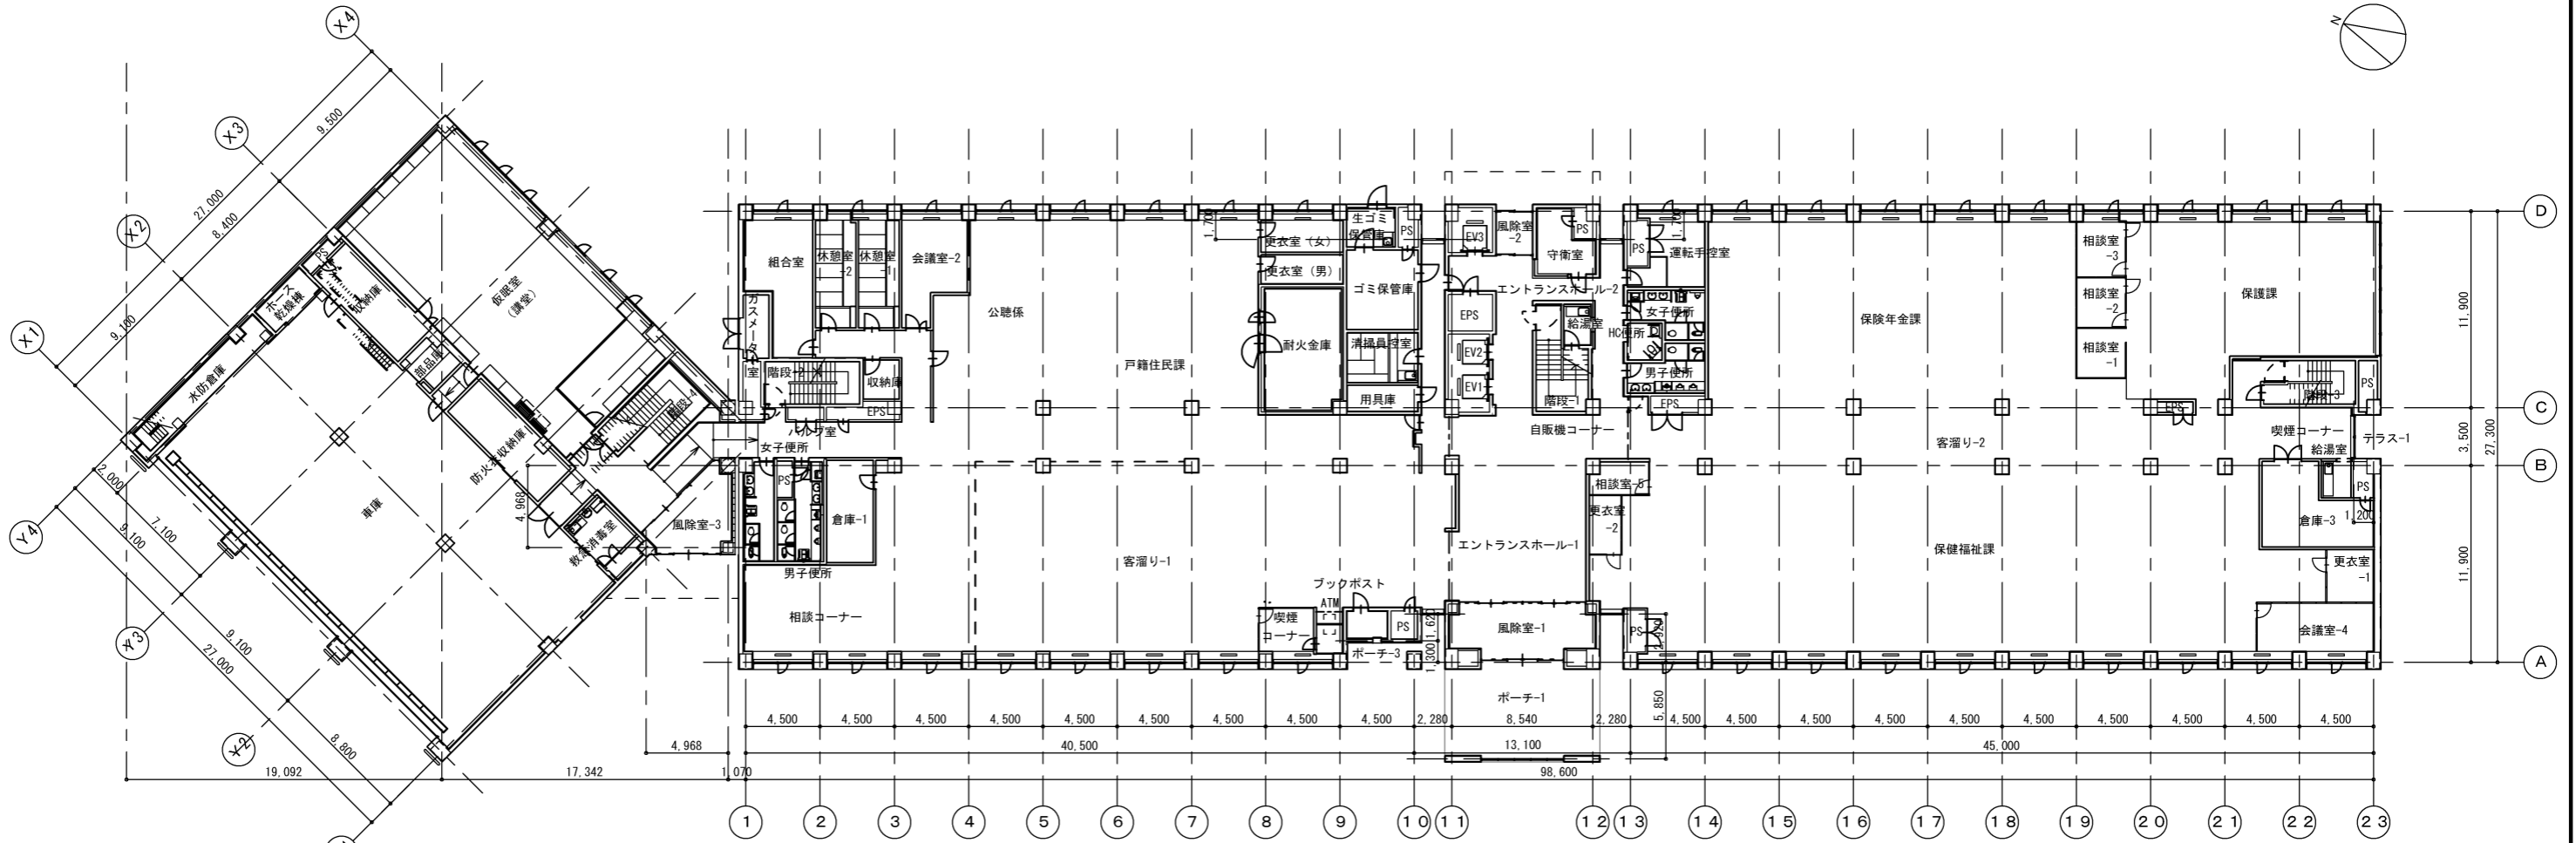 N
X4
X3
X2
X1
9,500
27,000
8,400
9,100
PS
ホース
乾燥棟
収納庫
仮眠室
(講堂)
水防倉庫
部品庫
防火衣収納庫
階段-4
車庫
救急消毒室
風除室-3
4,968
2,000
7,100
9,100
9,100
27,000
8,800
Y4
Y3
Y2
19,092
17,342
4,968
1,070
組合室
休憩室
-2
休憩室
-1
会議室-2
公聴係
ガスメータ室
階段-2
収納庫
EPS
パルプ室
女子便所
PS
倉庫-1
男子便所
相談コーナー
戸籍住民課
客溜り-1
1,700
更衣室（女）
更衣室（男）
耐火金庫
生ゴミ
保管庫
PS
ゴミ保管庫
清掃員控室
用具庫
ブックポスト
ATM
喫煙
コーナー
PS
ポーチ-3
EV3
風除室
-2
守衛室
PS
エントランスホール-2
EPS
EV2
EV1
給湯室
階段-1
自販機コーナー
エントランスホール-1
風除室-1
ポーチ-1
1,300
5,850
PS
運転手控室
1,700
女子便所
HC便所
男子便所
EPS
相談室-5
更衣室
-2
PS
2,920
保険年金課
客溜り-2
保健福祉課
相談室
-3
相談室
-2
相談室
-1
保護課
EPS
階段-3
PS
喫煙コーナー
テラス-1
給湯室
PS
倉庫-3
1,200
更衣室
-1
会議室-4
11,900
3,500
27,300
11,900
D
C
B
A
4,500 4,500 4,500 4,500 4,500 4,500 4,500 4,500 4,500 2,280 8,540 2,280 4,500 4,500 4,500 4,500 4,500 4,500 4,500 4,500 4,500 4,500
40,500 13,100 45,000
98,600
1 2 3 4 5 6 7 8 9 10 11 12 13 14 15 16 17 18 19 20 21 22 23